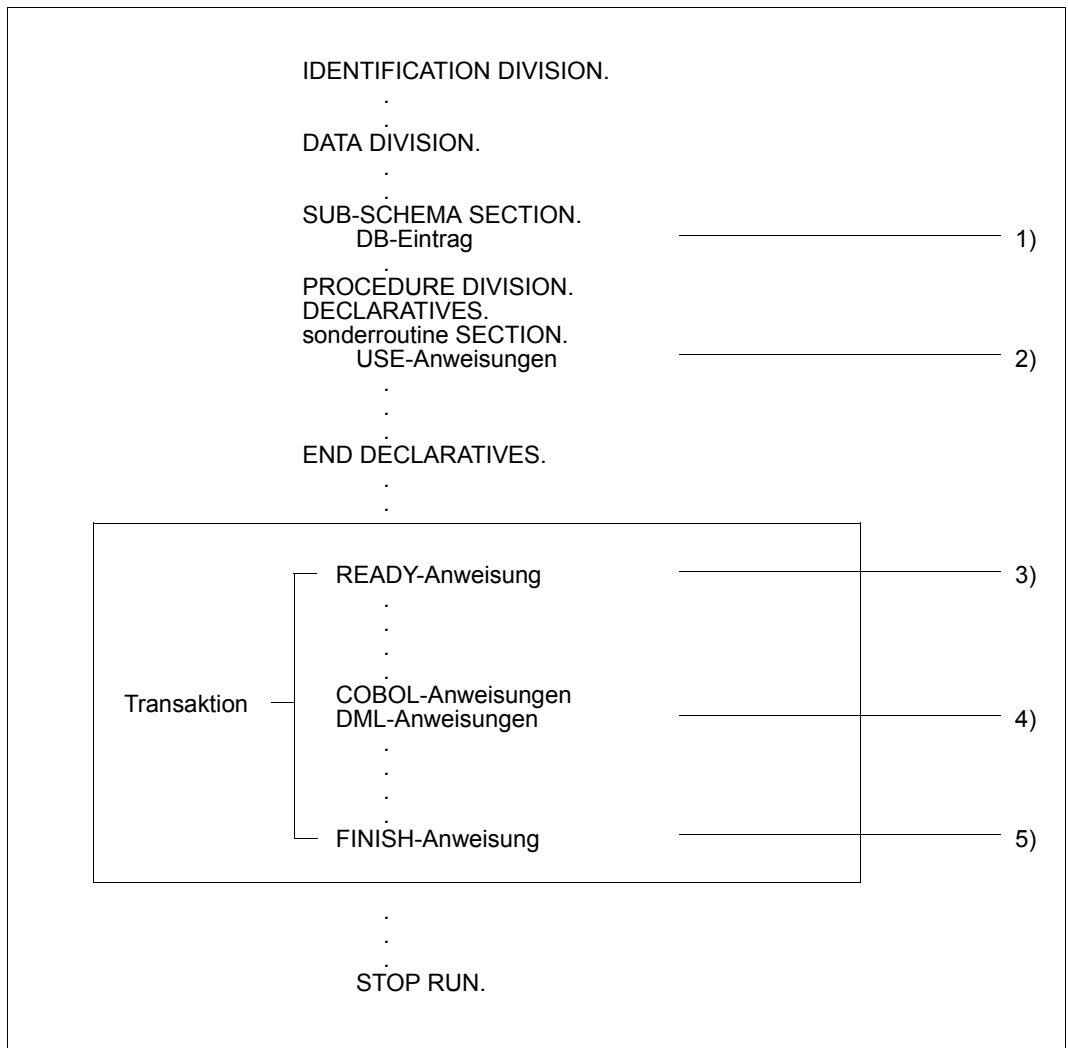 IDENTIFICATION DIVISION.
.
.
DATA DIVISION.
.
.
SUB-SCHEMA SECTION.
DB-Eintrag 1)
.
PROCEDURE DIVISION.
DECLARATIVES.
sonderroutine SECTION.
USE-Anweisungen 2)
.
.
.
END DECLARATIVES.
.
.
READY-Anweisung 3)
.
.
.
.
COBOL-Anweisungen
Transaktion
DML-Anweisungen 4)
.
.
.
.
FINISH-Anweisung 5)
.
.
.
STOP RUN.